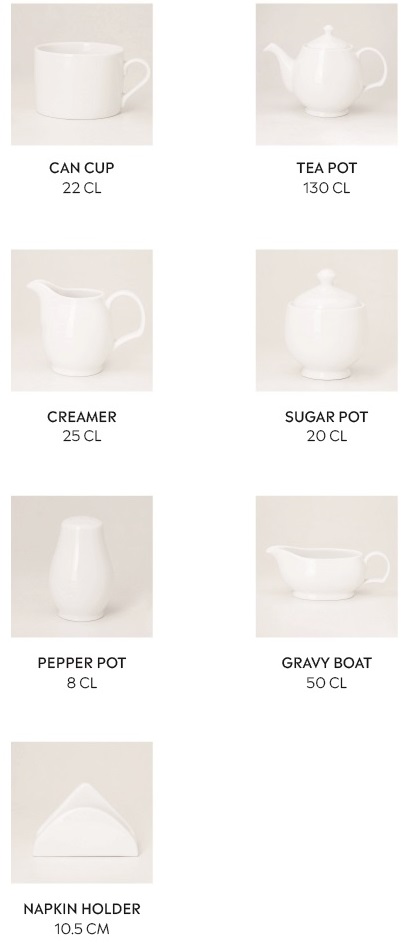 CAN CUP
22 CL
TEA POT
130 CL
CREAMER
25 CL
SUGAR POT
20 CL
PEPPER POT
8 CL
GRAVY BOAT
50 CL
NAPKIN HOLDER
10.5 CM